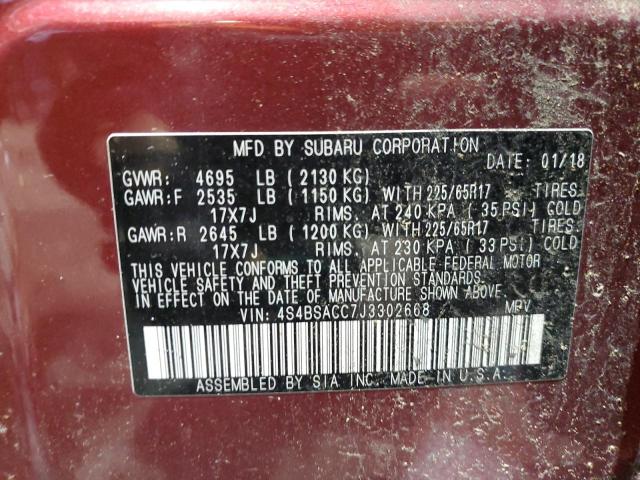 MFD BY SUBARU CORPORATION
DATE: 01/18
GVWR: 4695 LB ( 2130 KG)
GAWR:F 2535 LB ( 1150 KG) WITH 225/65R17 TIRES.
17X7J RIMS. AT 240 KPA ( 35 PSI) COLD
GAWR:R 2645 LB ( 1200 KG) WITH 225/65R17 TIRES.
17X7J RIMS. AT 230 KPA ( 33 PSI) COLD
THIS VEHICLE CONFORMS TO ALL APPLICABLE FEDERAL MOTOR
VEHICLE SAFETY AND THEFT PREVENTION STANDARDS
IN EFFECT ON THE DATE OF MANUFACTURE SHOWN ABOVE.
VIN: 4S4BSACC7J3302668 MPV
ASSEMBLED BY SIA INC. MADE IN U.S.A.